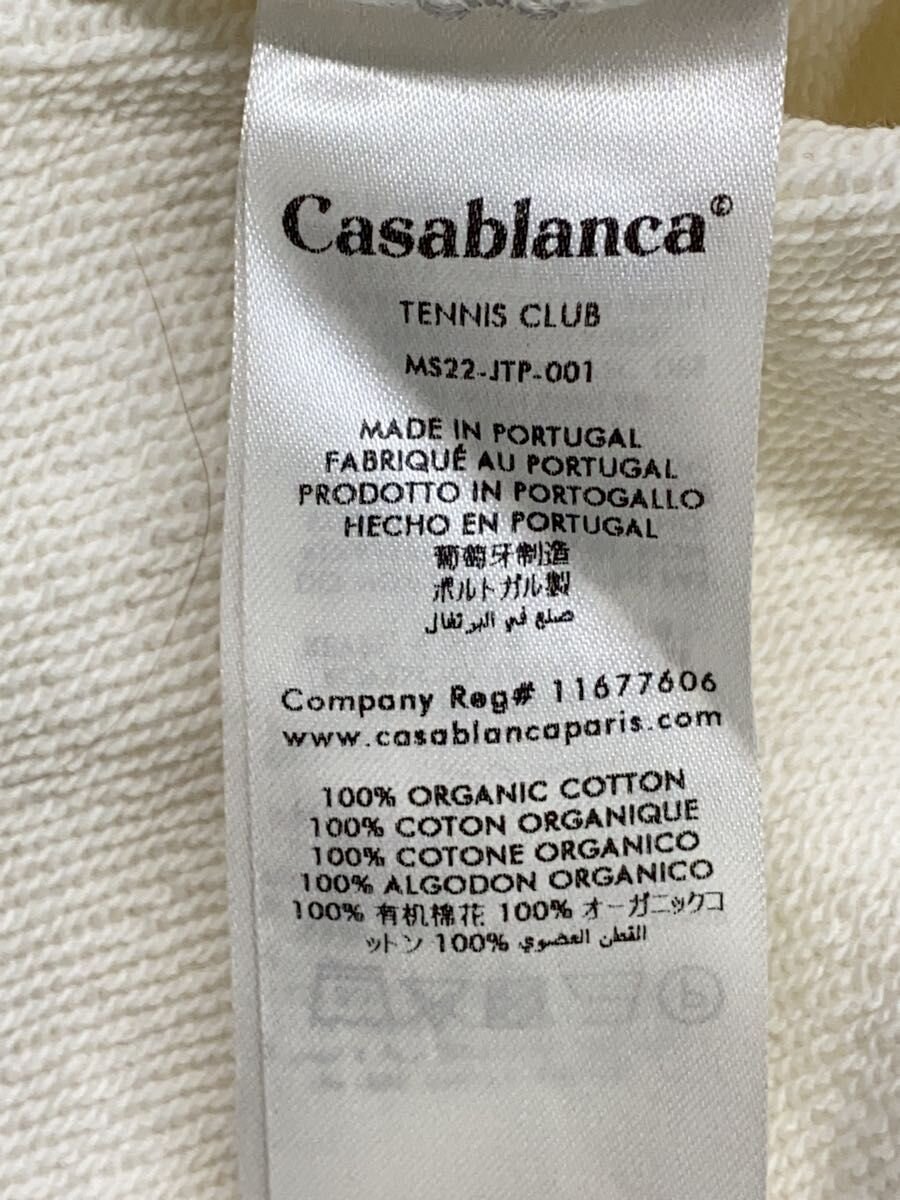 Casablanca®
TENNIS CLUB
MS22-JTP-001
MADE IN PORTUGAL
FABRIQUÉ AU PORTUGAL
PRODOTTO IN PORTOGALLO
HECHO EN PORTUGAL
葡萄牙制造
ポルトガル製
صنع في البرتغال
Company Reg# 11677606
www.casablancaparis.com
100% ORGANIC COTTON
100% COTON ORGANIQUE
100% COTONE ORGANICO
100% ALGODON ORGANICO
100% 有机棉花 100% オーガニックコ
ットン 100% القطن العضوي